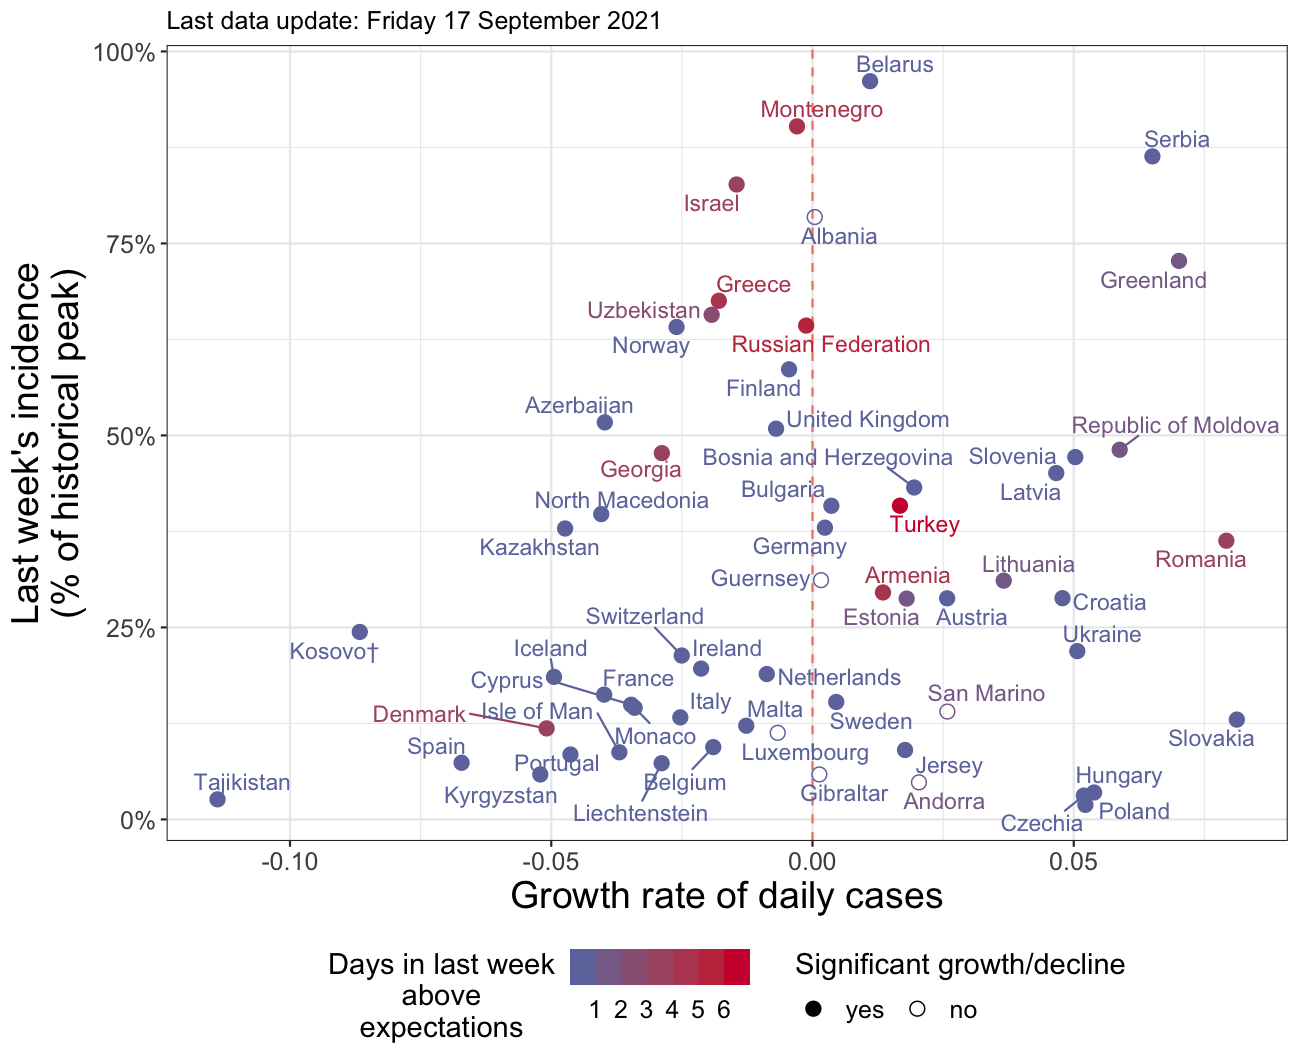 Last data update: Friday 17 September 2021
100%
75%
50%
25%
0%
Last week's incidence
(% of historical peak)
Belarus
Montenegro
Serbia
Israel
Albania
Greenland
Greece
Uzbekistan
Norway
Russian Federation
Finland
Azerbaijan
United Kingdom
Republic of Moldova
Georgia
Bosnia and Herzegovina
Slovenia
Latvia
Bulgaria
North Macedonia
Turkey
Kazakhstan
Germany
Romania
Guernsey
Armenia
Lithuania
Estonia
Austria
Croatia
Switzerland
Ukraine
Kosovo†
Iceland
Ireland
Cyprus
France
Netherlands
San Marino
Denmark
Isle of Man
Italy
Malta
Sweden
Slovakia
Spain
Monaco
Luxembourg
Portugal
Belgium
Jersey
Tajikistan
Kyrgyzstan
Liechtenstein
Gibraltar
Andorra
Hungary
Czechia
Poland
-0.10
-0.05
0.00
0.05
Growth rate of daily cases
Days in last week
above
expectations
1 2 3 4 5 6
Significant growth/decline
yes
no